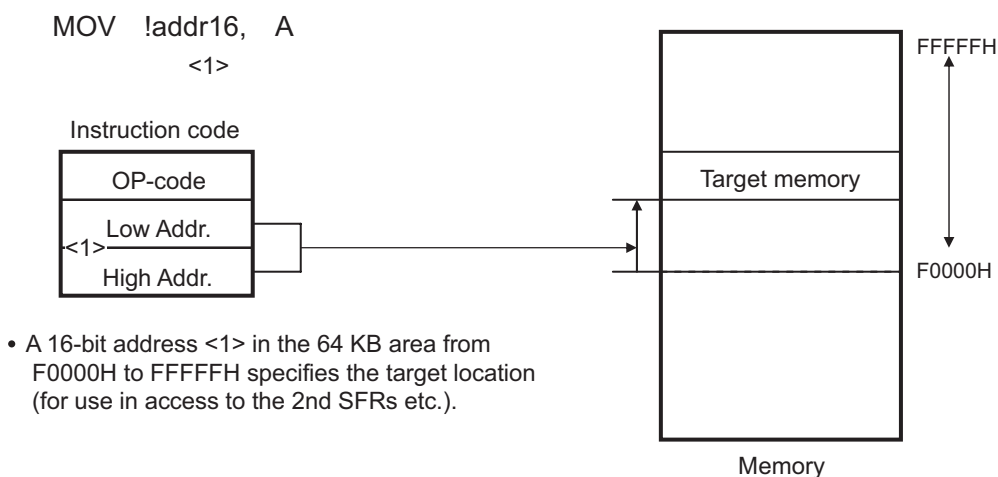 MOV !addr16, A
<1>
Instruction code
OP-code
Low Addr.
<1>
High Addr.
FFFFFH
Target memory
F0000H
Memory
• A 16-bit address <1> in the 64 KB area from
F0000H to FFFFFH specifies the target location
(for use in access to the 2nd SFRs etc.).